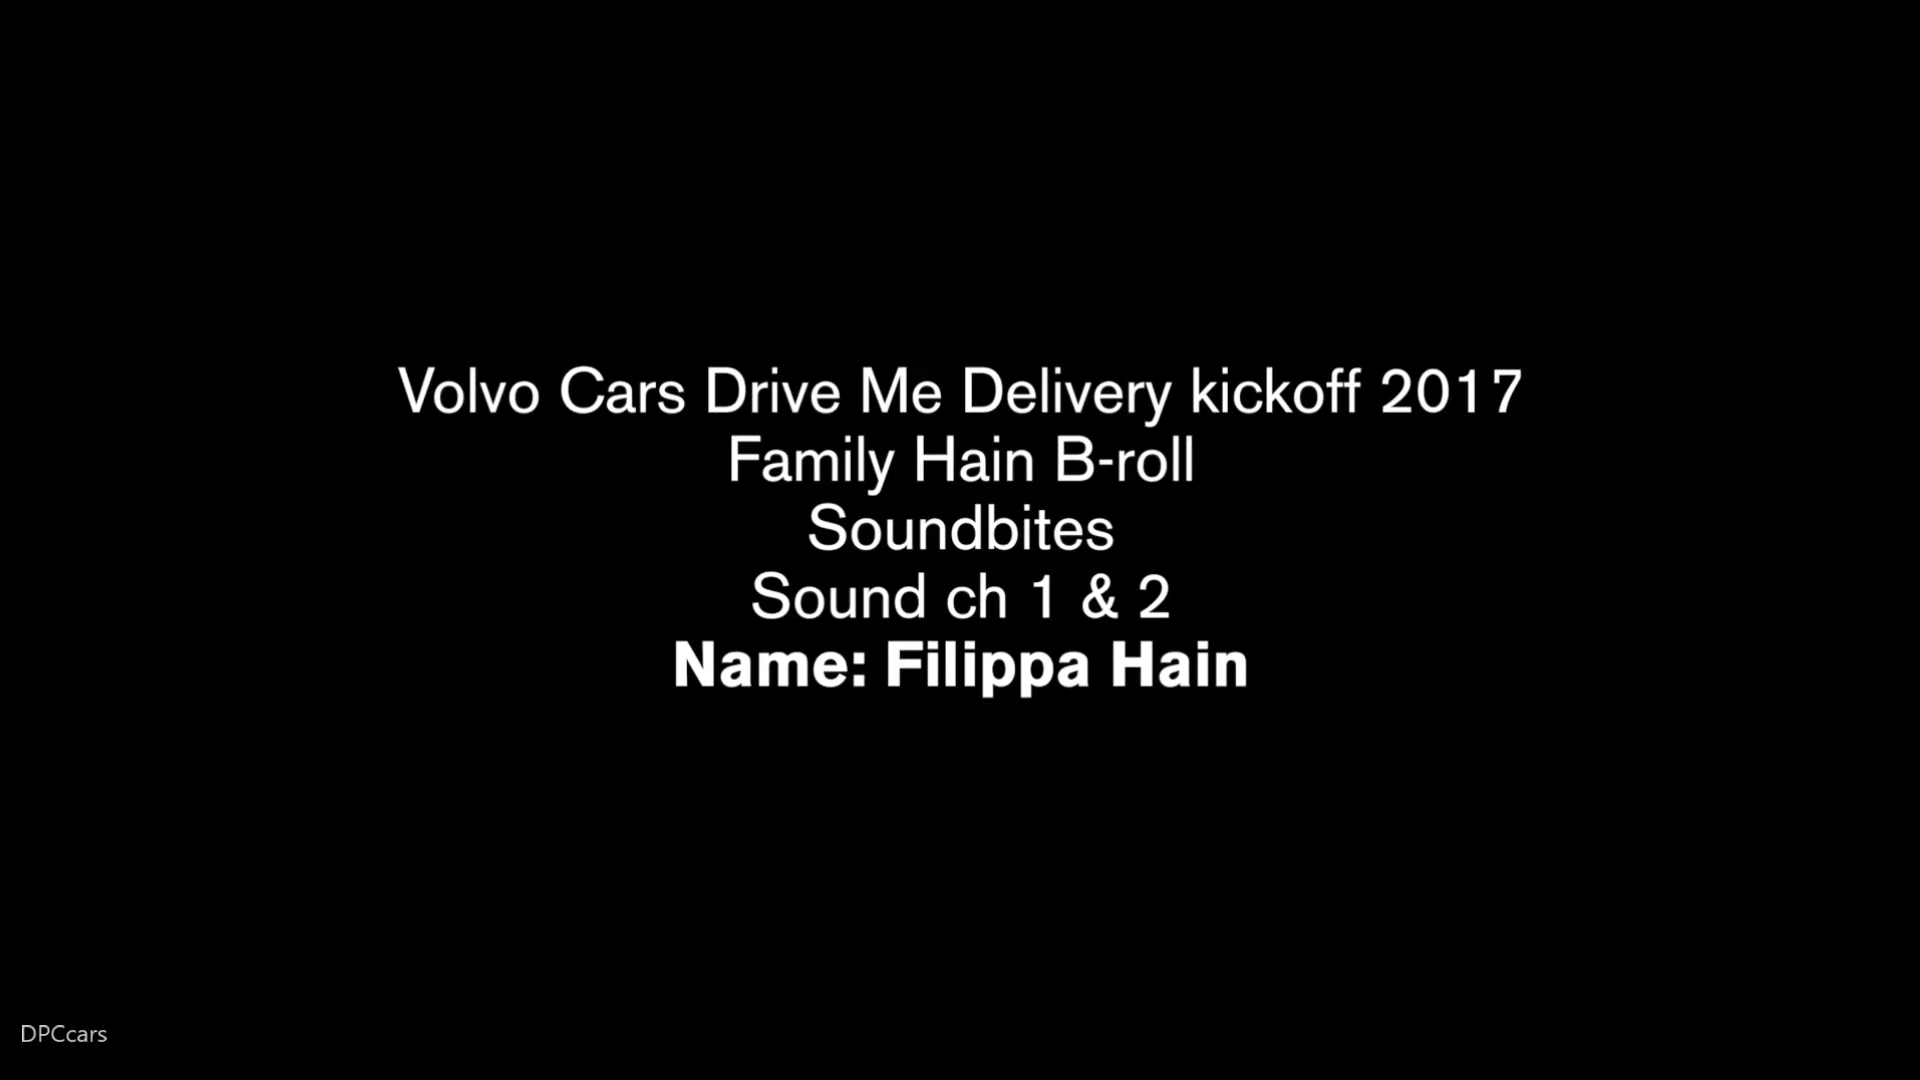 Volvo Cars Drive Me Delivery kickoff 2017
Family Hain B-roll
Soundbites
Sound ch 1 & 2
Name: Filippa Hain
DPCcars